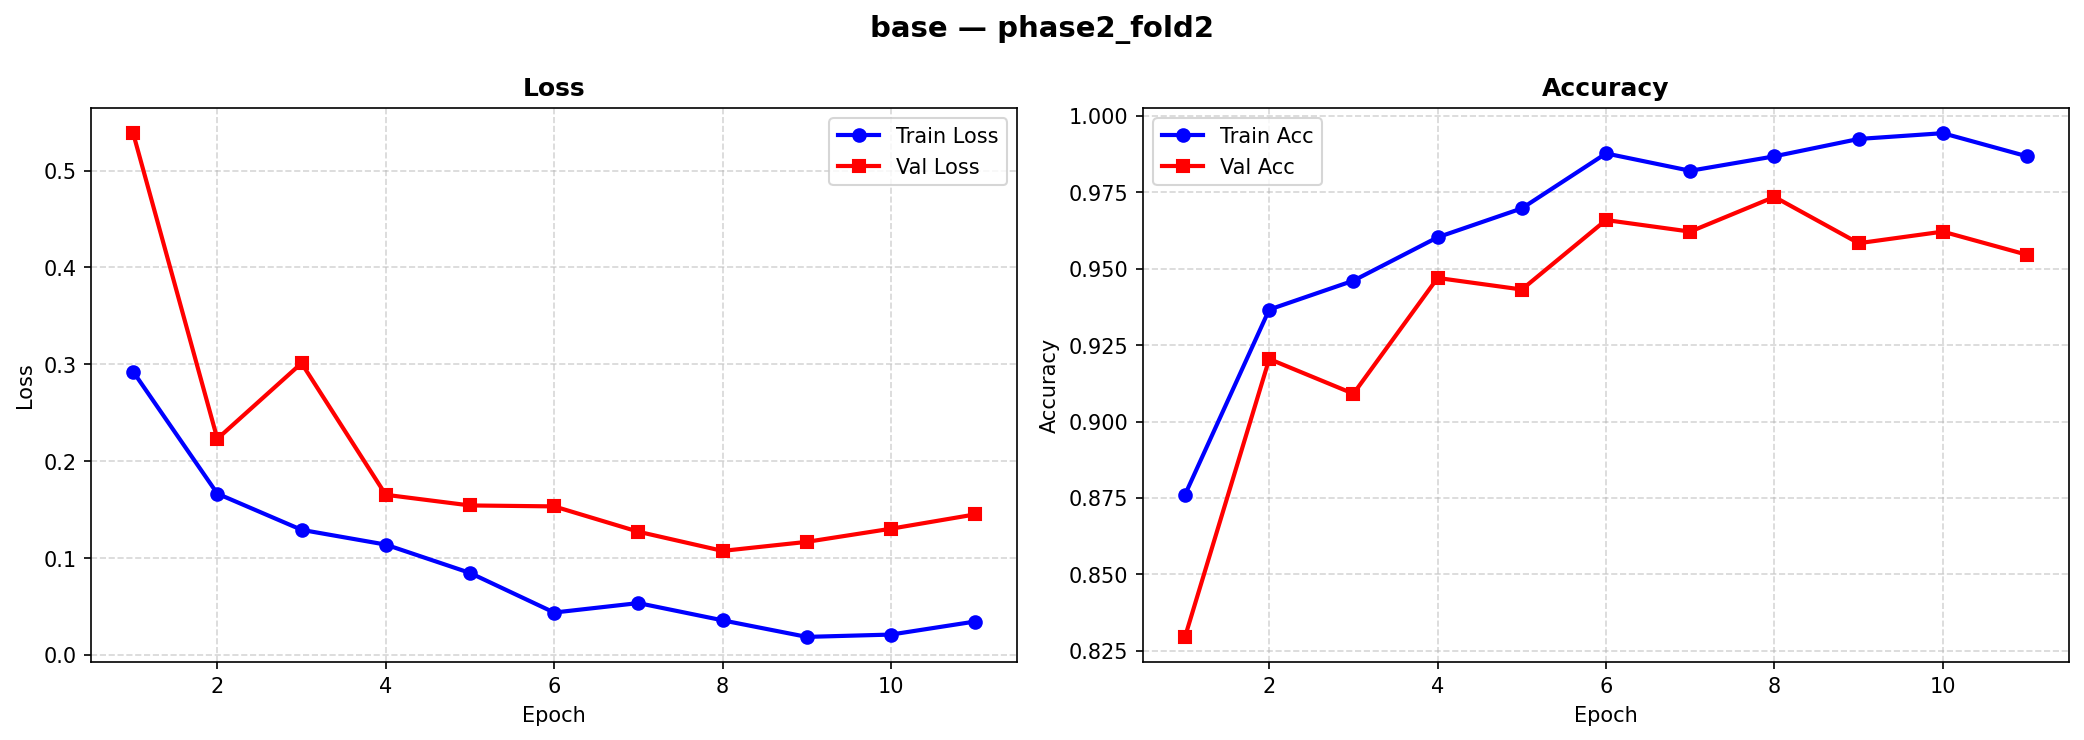 base — phase2_fold2
Loss
Train Loss
Val Loss
Loss
0.5
0.4
0.3
0.2
0.1
0.0
2 4 6 8 10
Epoch
Accuracy
Train Acc
Val Acc
Accuracy
1.000
0.975
0.950
0.925
0.900
0.875
0.850
0.825
2 4 6 8 10
Epoch